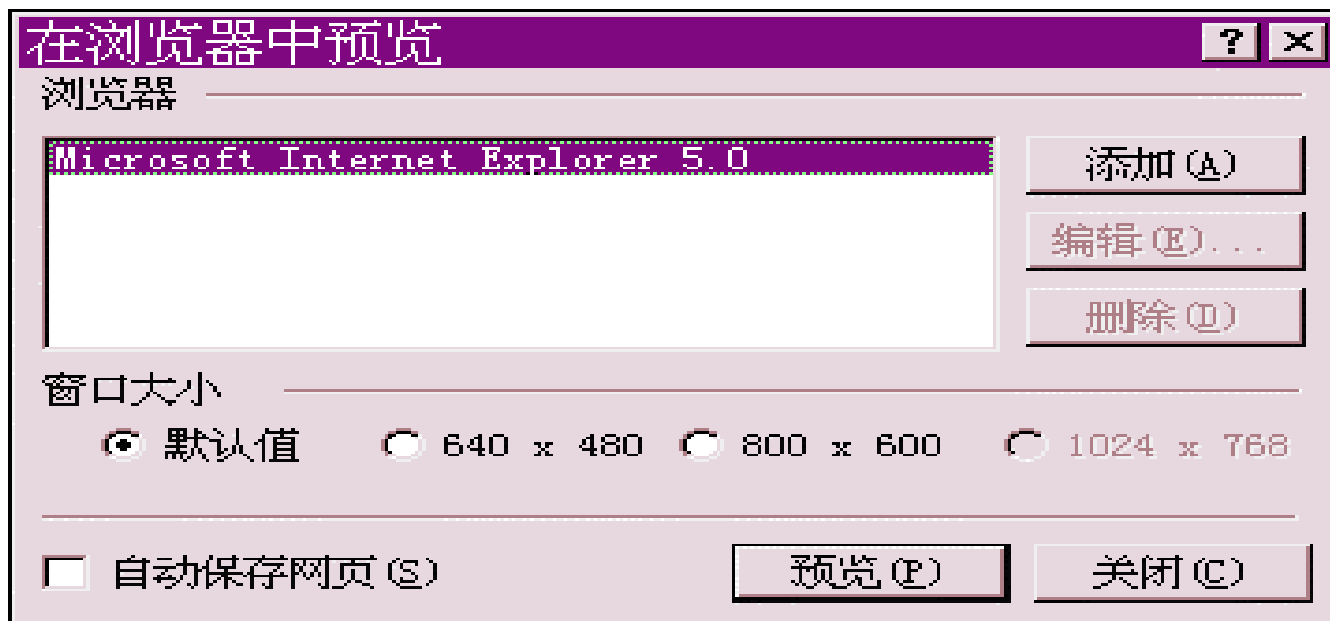 在浏览器中预览
浏览器
Microsoft Internet Explorer 5.0
添加(A)
编辑(E)...
删除(D)
窗口大小
默认值 640 x 480 800 x 600 1024 x 768
自动保存网页(S) 预览(P) 关闭(C)